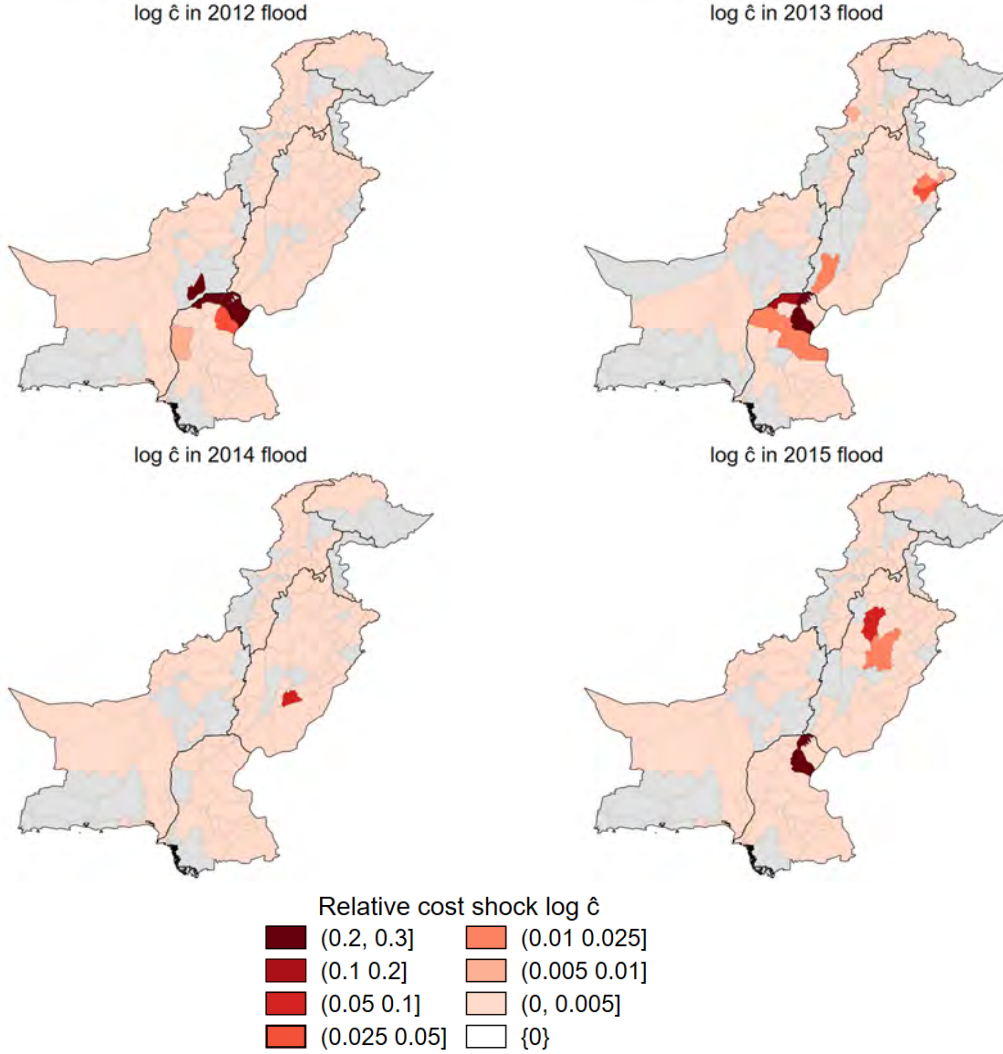 log ĉ in 2012 flood
log ĉ in 2013 flood
log ĉ in 2014 flood
log ĉ in 2015 flood
Relative cost shock log ĉ
(0.2, 0.3]
(0.1 0.2]
(0.05 0.1]
(0.025 0.05]
(0.01 0.025]
(0.005 0.01]
(0, 0.005]
{0}